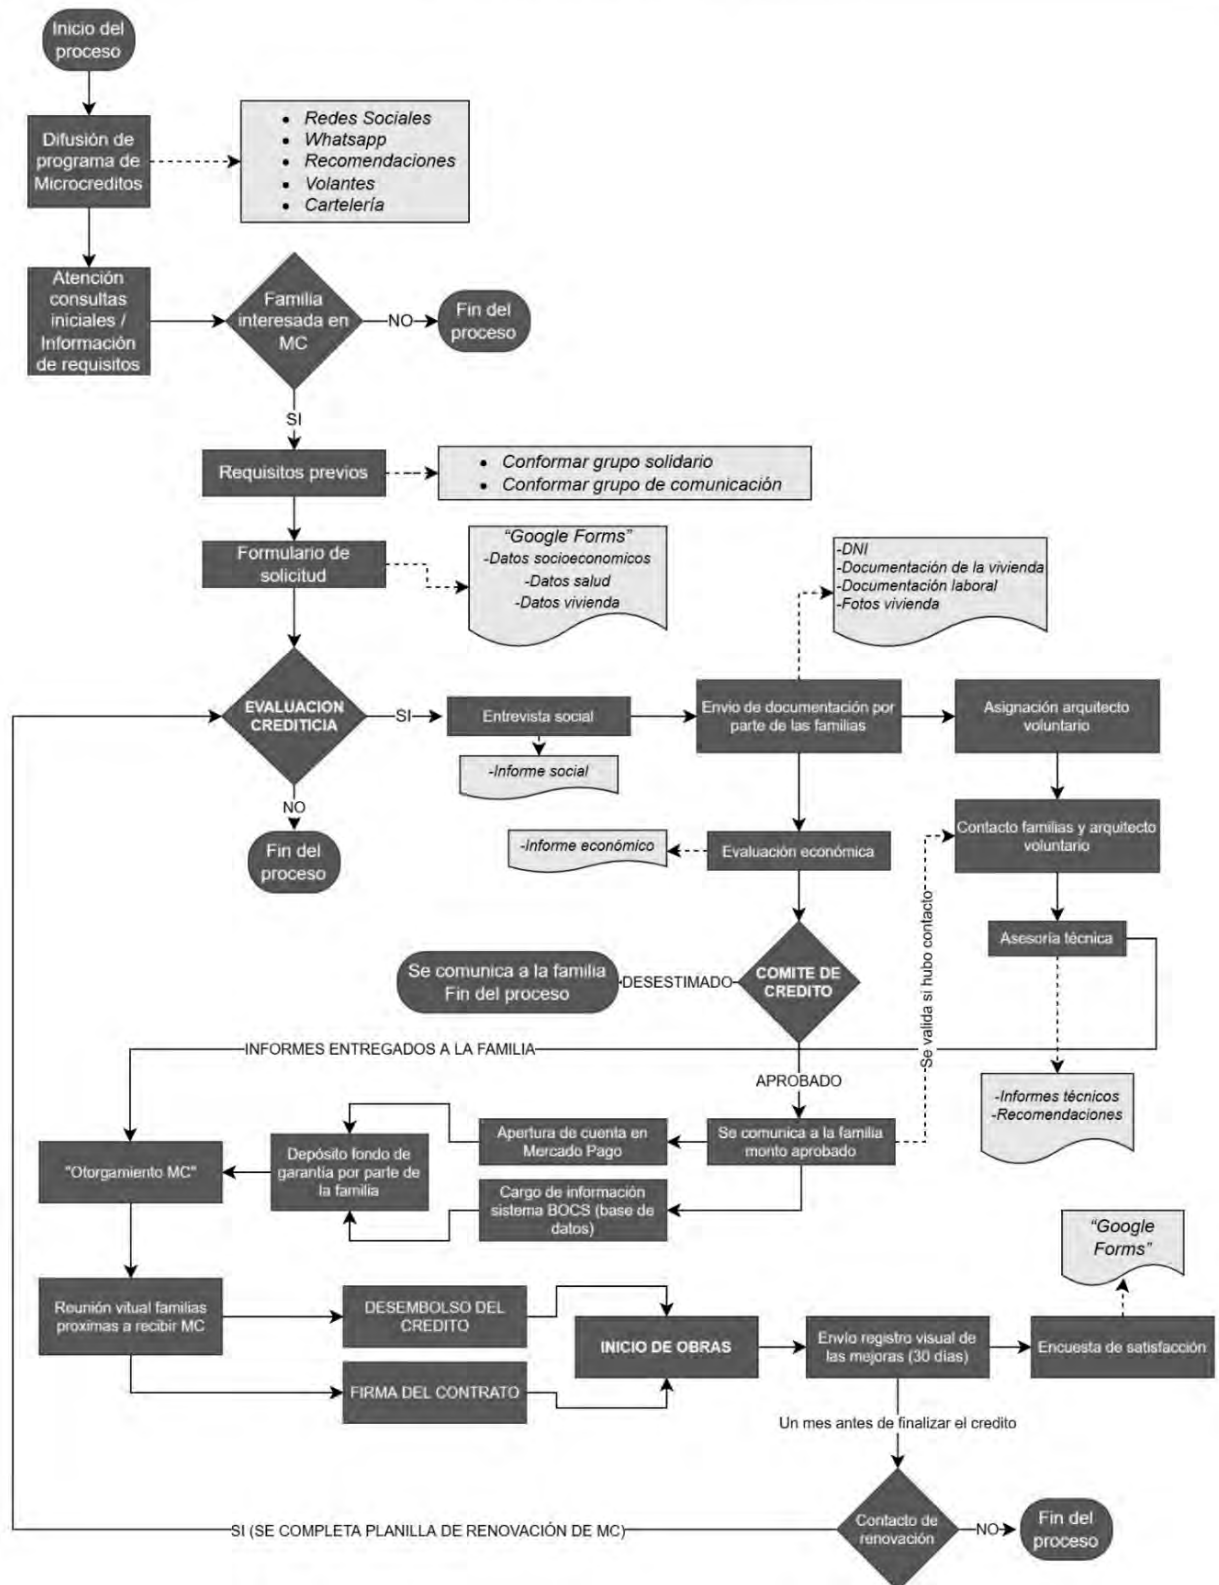 Inicio del
proceso
Difusión de
programa de
Microcreditos
• Redes Sociales
• Whatsapp
• Recomendaciones
• Volantes
• Cartelería
Atención
consultas
iniciales /
Información
de requisitos
Familia
interesada en
MC
NO
Fin del
proceso
SI
Requisitos previos
• Conformar grupo solidario
• Conformar grupo de comunicación
Formulario de
solicitud
“Google Forms”
-Datos socioeconomicos
-Datos salud
-Datos vivienda
-DNI
-Documentación de la vivienda
-Documentación laboral
-Fotos vivienda
EVALUACION
CREDITICIA
SI
Entrevista social
Envio de documentación por
parte de las familias
Asignación arquitecto
voluntario
-Informe social
NO
Fin del
proceso
-Informe económico
Evaluación económica
Contacto familias y arquitecto
voluntario
Se valida si hubo contacto
Asesoría técnica
Se comunica a la familia
Fin del proceso
DESESTIMADO
COMITE DE
CREDITO
INFORMES ENTREGADOS A LA FAMILIA
APROBADO
-Informes técnicos
-Recomendaciones
"Otorgamiento MC"
Depósito fondo de
garantía por parte de
la familia
Apertura de cuenta en
Mercado Pago
Se comunica a la familia
monto aprobado
Cargo de información
sistema BOCS (base de
datos)
“Google
Forms”
Reunión vitual familias
proximas a recibir MC
DESEMBOLSO DEL
CREDITO
FIRMA DEL CONTRATO
INICIO DE OBRAS
Envío registro visual de
las mejoras (30 días)
Encuesta de satisfacción
Un mes antes de finalizar el credito
SI (SE COMPLETA PLANILLA DE RENOVACIÓN DE MC)
Contacto de
renovación
NO
Fin del
proceso